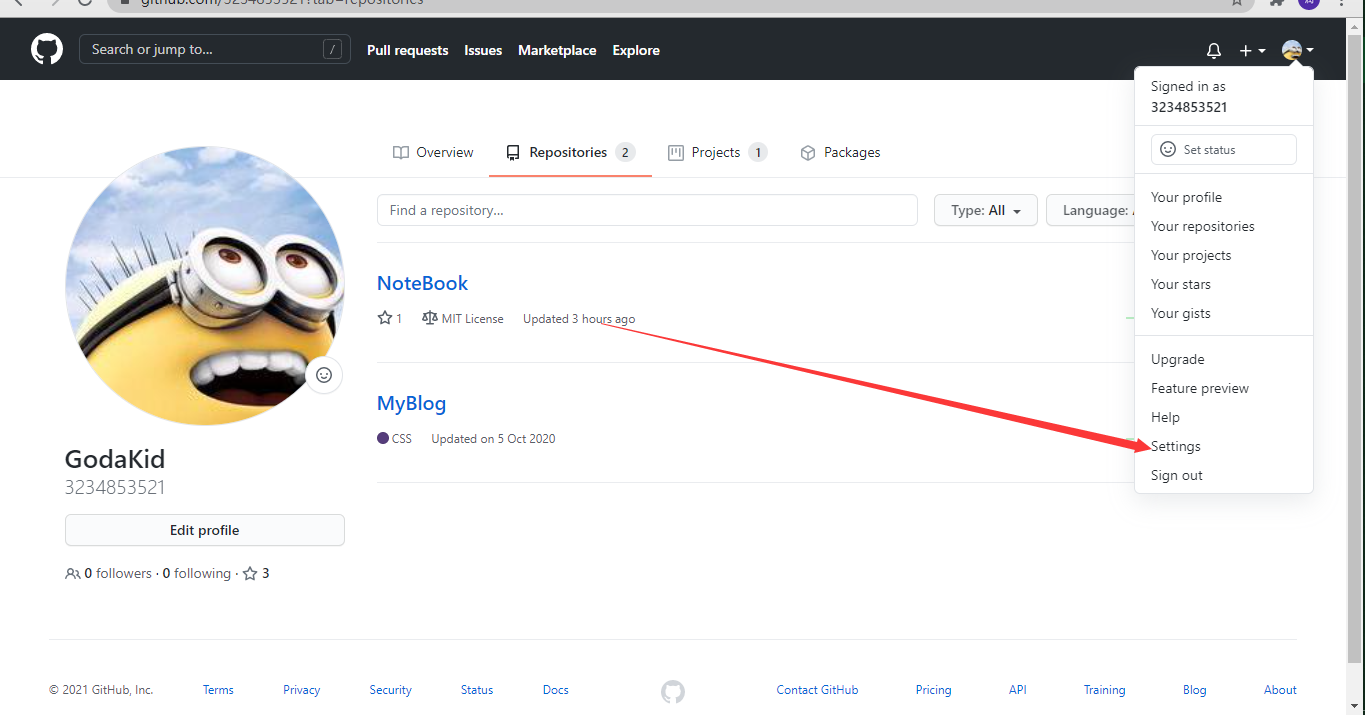 github.com/3234853521?tab=repositories
Search or jump to...
/
Pull requests
Issues
Marketplace
Explore
Signed in as
3234853521
Set status
Your profile
Your repositories
Your projects
Your stars
Your gists
Upgrade
Feature preview
Help
Settings
Sign out
Overview
Repositories 2
Projects 1
Packages
Find a repository...
Type: All
Language:
NoteBook
1
MIT License
Updated 3 hours ago
MyBlog
CSS
Updated on 5 Oct 2020
GodaKid
3234853521
Edit profile
0 followers · 0 following · 3
© 2021 GitHub, Inc.
Terms
Privacy
Security
Status
Docs
Contact GitHub
Pricing
API
Training
Blog
About